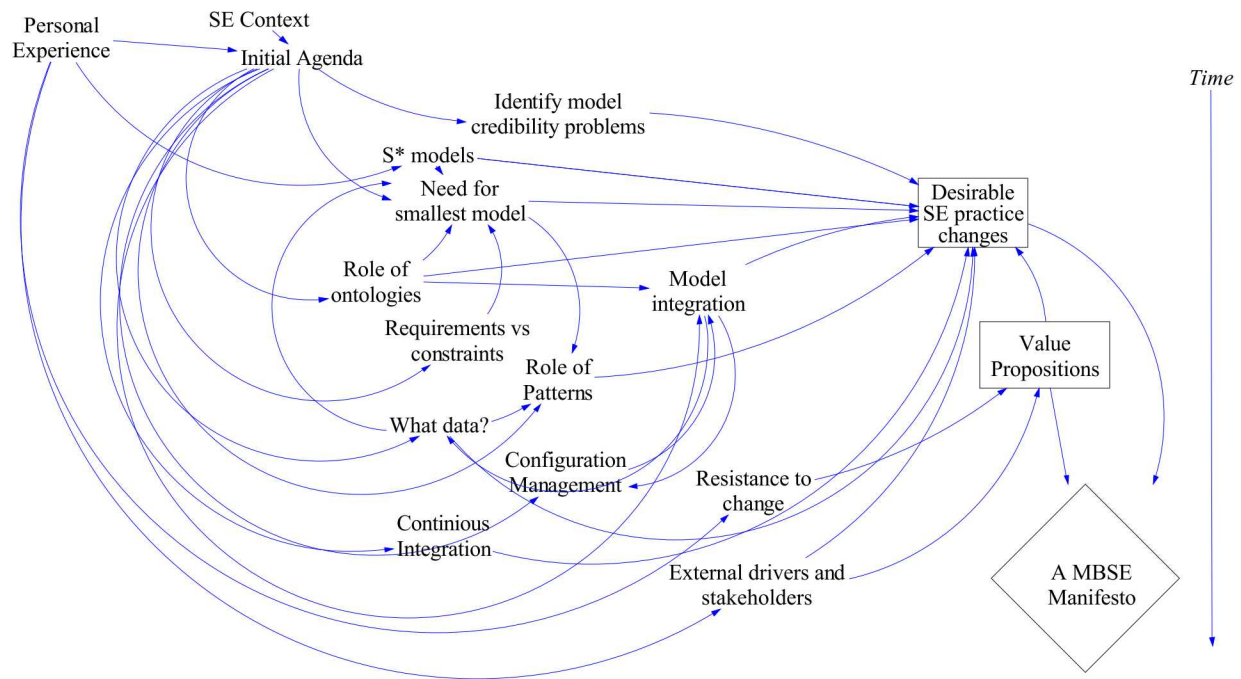 Personal
Experience
SE Context
Initial Agenda
Time
Identify model
credibility problems
S* models
Need for
smallest model
Desirable
SE practice
changes
Role of
ontologies
Model
integration
Requirements vs
constraints
Value
Propositions
Role of
Patterns
What data?
Configuration
Management
Resistance to
change
Continious
Integration
External drivers and
stakeholders
A MBSE
Manifesto